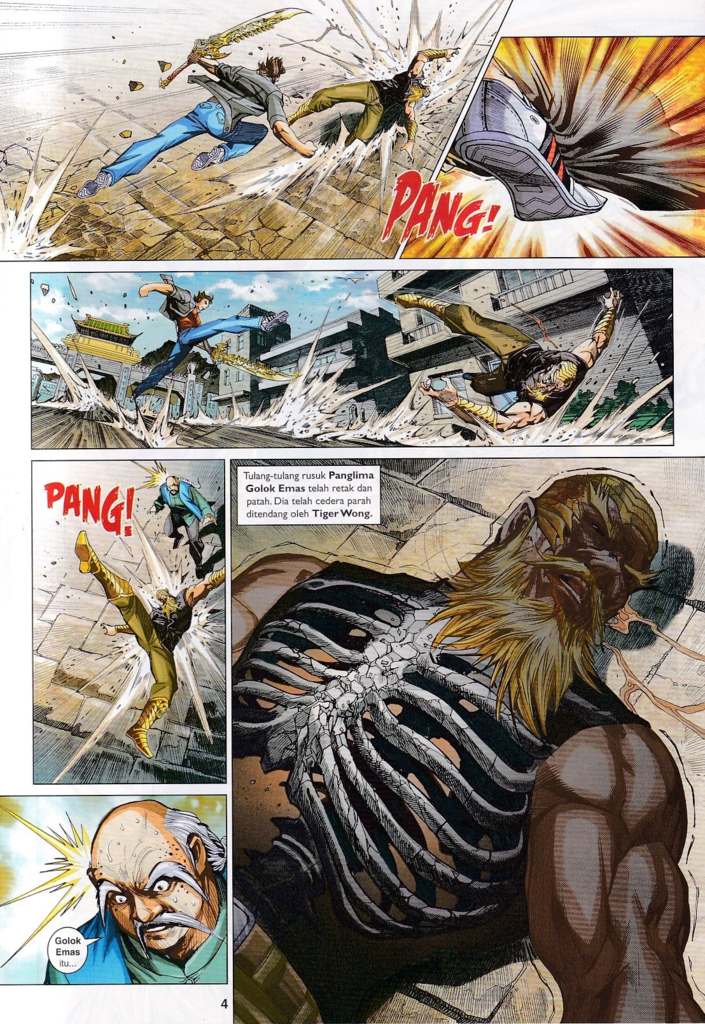 PANG!
PANG!
Tulang-tulang rusuk Panglima
Golok Emas telah retak dan
patah. Dia telah cedera parah
ditendang oleh Tiger Wong.
Golok
Emas
itu...
4